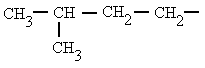 CH₃ — CH — CH₂ — CH₂ —
CH₃